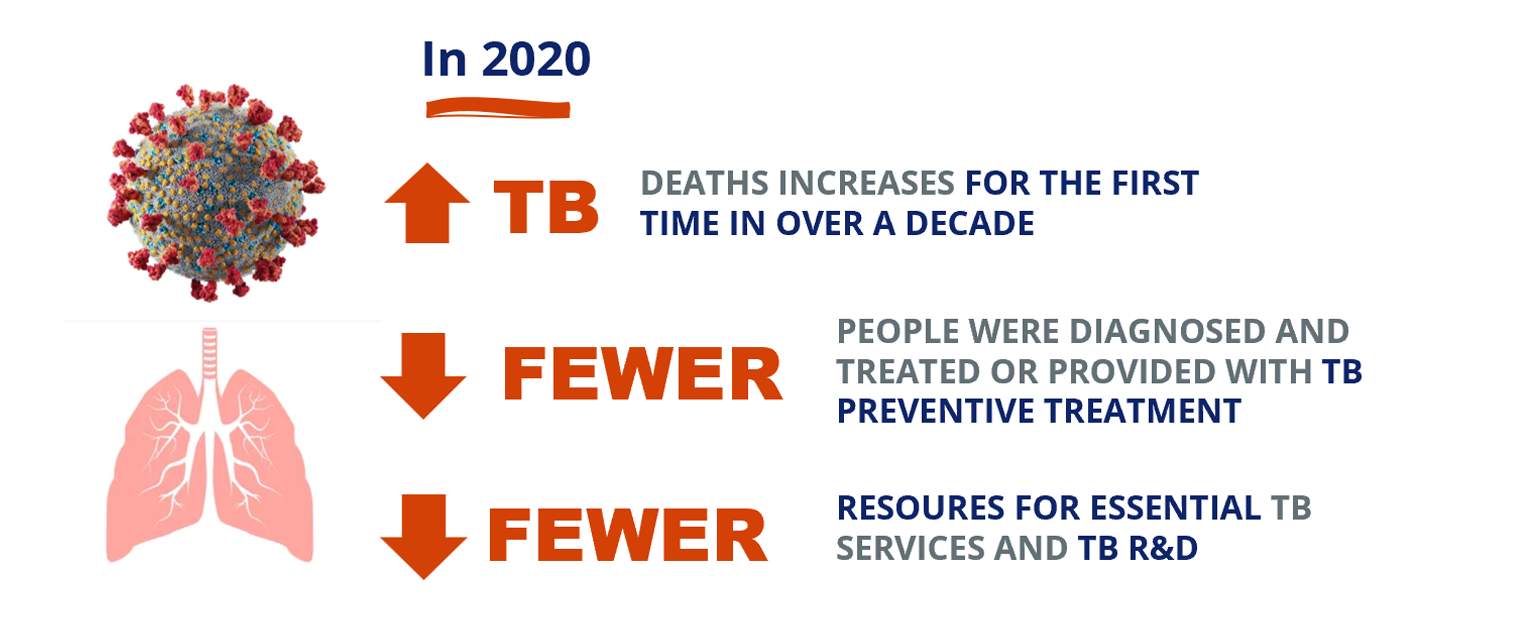 In 2020
TB
DEATHS INCREASES FOR THE FIRST
TIME IN OVER A DECADE
FEWER
PEOPLE WERE DIAGNOSED AND
TREATED OR PROVIDED WITH TB
PREVENTIVE TREATMENT
FEWER
RESOURES FOR ESSENTIAL TB
SERVICES AND TB R&D